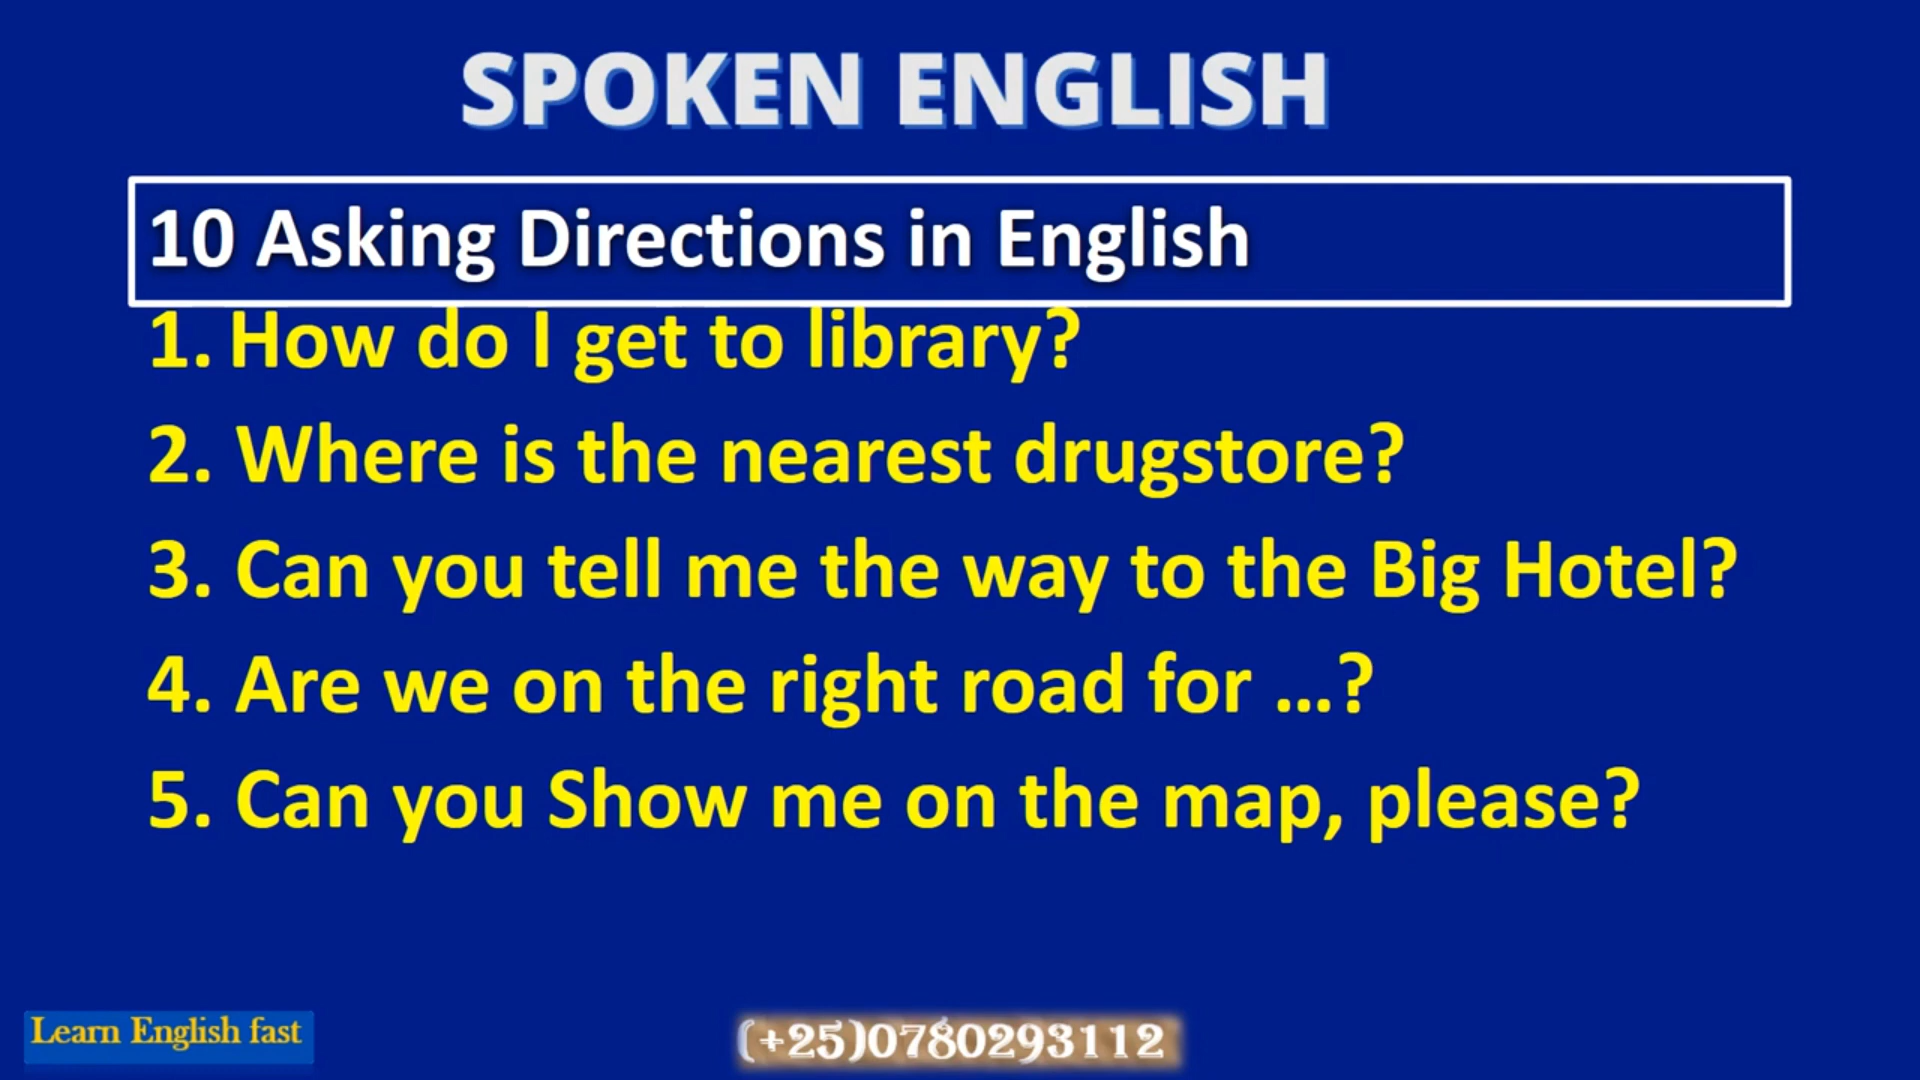 SPOKEN ENGLISH
10 Asking Directions in English
1. How do I get to library?
2. Where is the nearest drugstore?
3. Can you tell me the way to the Big Hotel?
4. Are we on the right road for ...?
5. Can you Show me on the map, please?
Learn English fast
(+25)0780293112